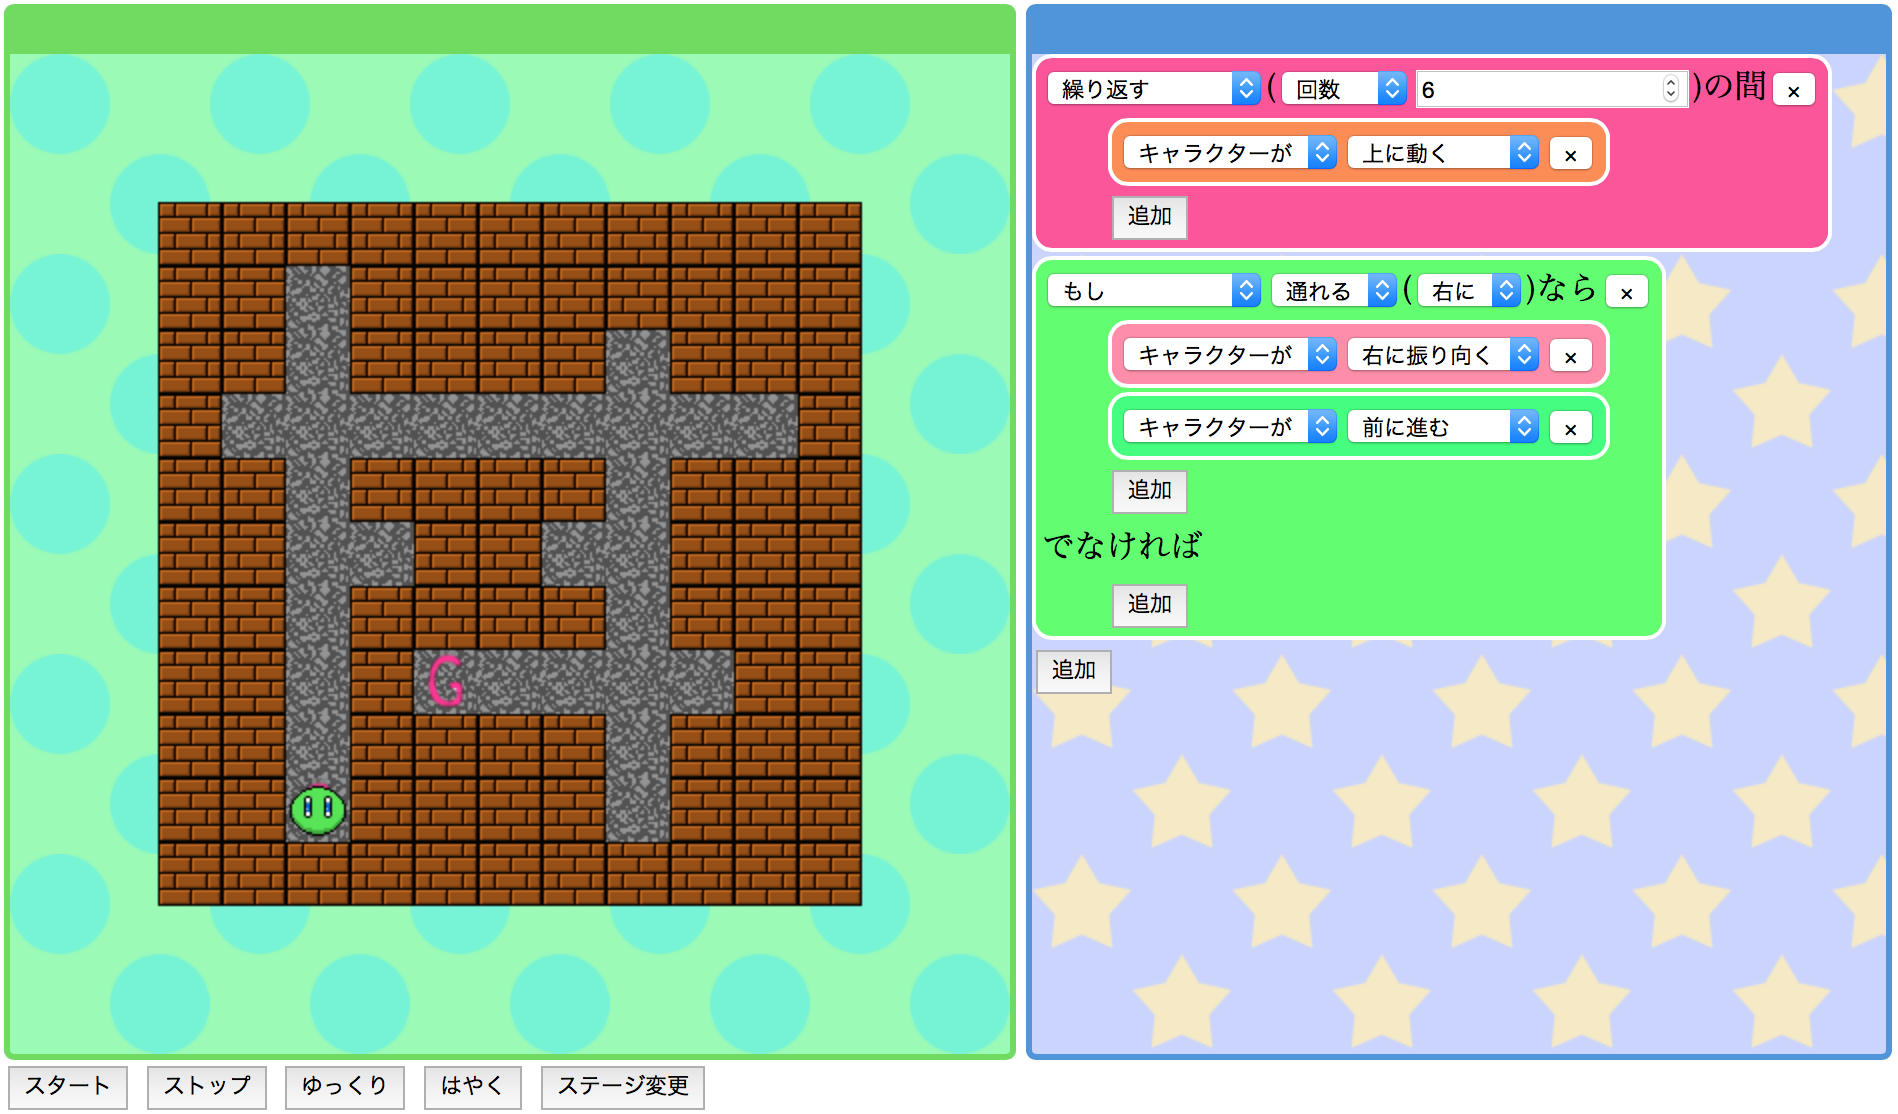 繰り返す ( 回数 6 )の間 ×
キャラクターが 上に動く ×
追加
もし 通れる ( 右に )なら ×
キャラクターが 右に振り向く ×
キャラクターが 前に進む ×
追加
でなければ
追加
追加
G
スタート ストップ ゆっくり はやく ステージ変更